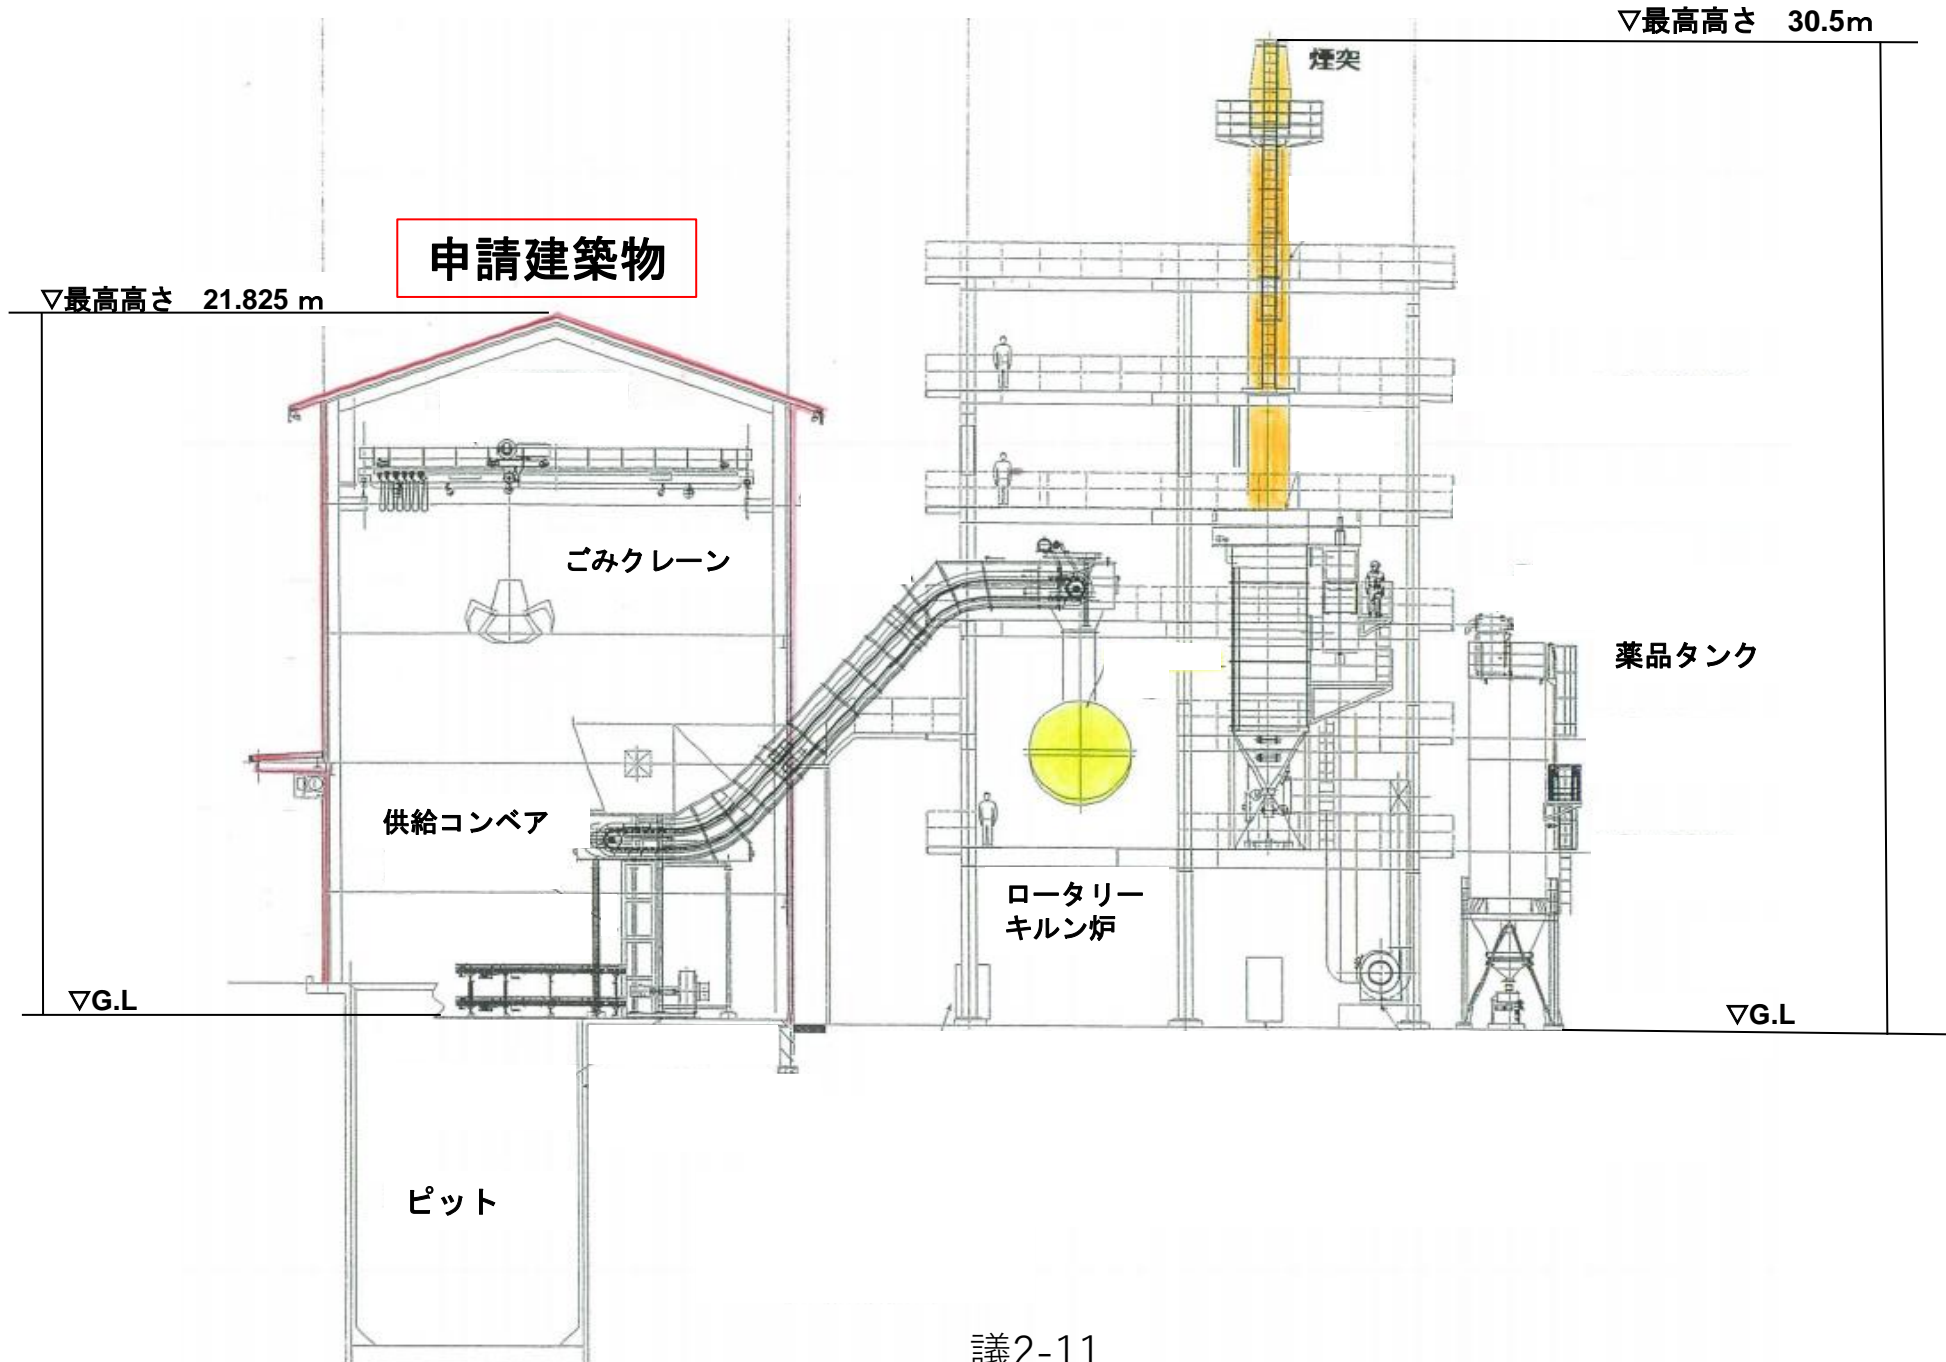 ▽最高高さ 30.5m
煙突
申請建築物
▽最高高さ 21.825 m
ごみクレーン
薬品タンク
供給コンベア
ロータリー
キルン炉
▽G.L
▽G.L
ピット
議2-11